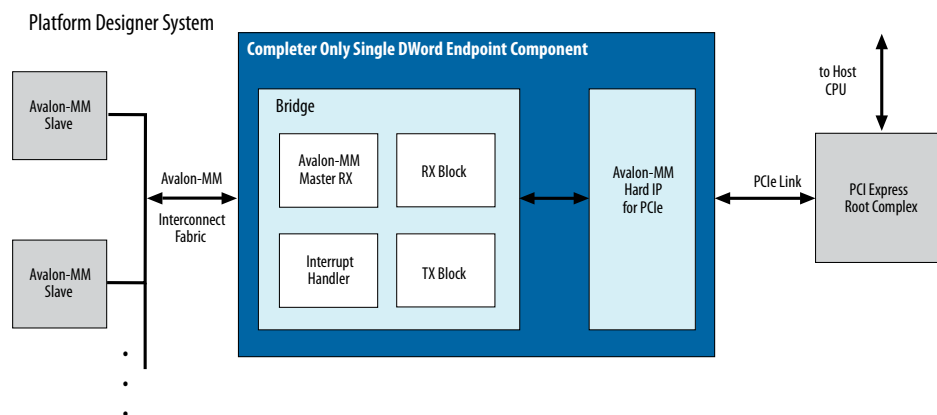 Platform Designer System
Completer Only Single DWord Endpoint Component
to Host
CPU
Avalon-MM
Slave
Bridge
Avalon-MM
Master RX
RX Block
Avalon-MM
Hard IP
for PCIe
Avalon-MM
Interconnect
Fabric
PCIe Link
PCI Express
Root Complex
Avalon-MM
Slave
Interrupt
Handler
TX Block